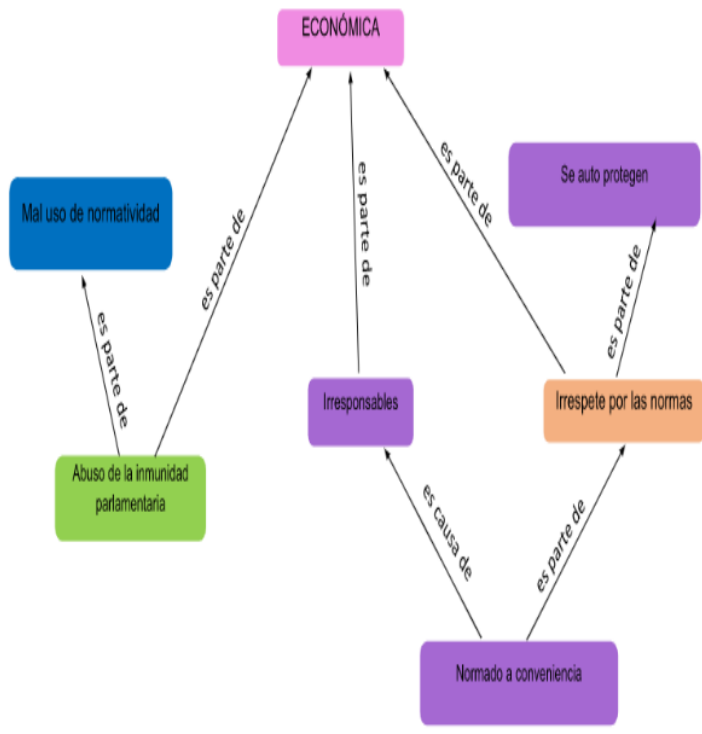 ECONÓMICA
es parte de
es parte de
es parte de
Se auto protegen
Mal uso de normatividad
es parte de
es parte de
Irresponsables
Irrespete por las normas
Abuso de la inmunidad
parlamentaria
es causa de
es parte de
Normado a conveniencia